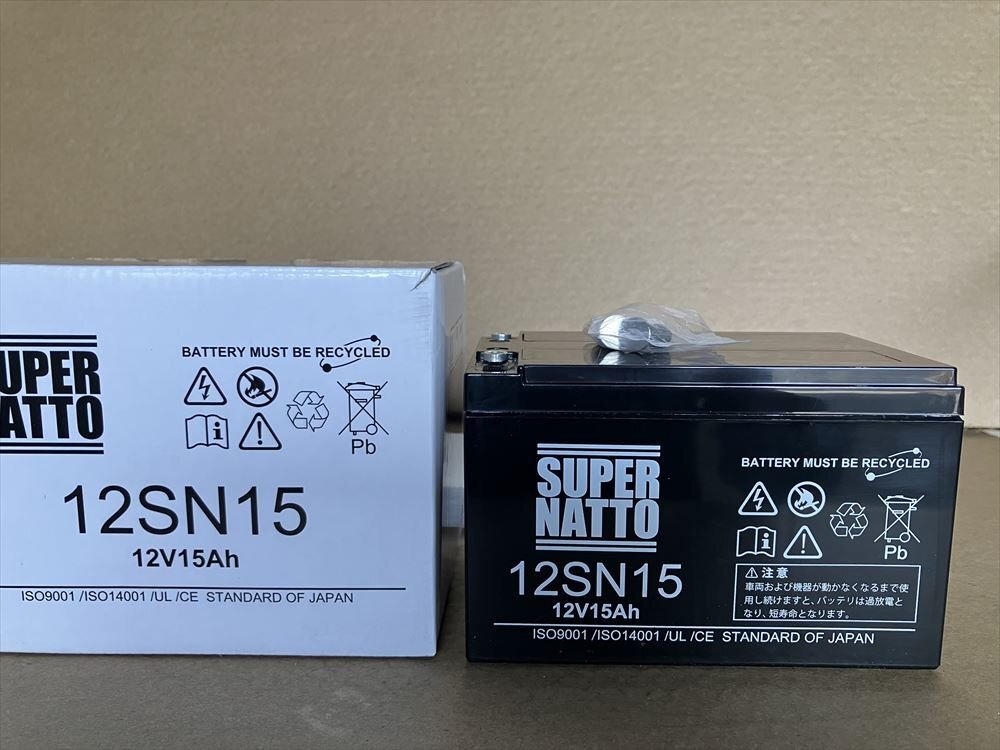 UPER
NATTO
BATTERY MUST BE RECYCLED
Pb
12SN15
12V15Ah
ISO9001 /ISO14001 /UL /CE STANDARD OF JAPAN
SUPER
NATTO
BATTERY MUST BE RECYCLED
Pb
12SN15
12V15Ah
注意
車両および機器が動かなくなるまで使
用し続けますと、バッテリは過放電と
なり、短寿命となります。
ISO9001 /ISO14001 /UL /CE STANDARD OF JAPAN